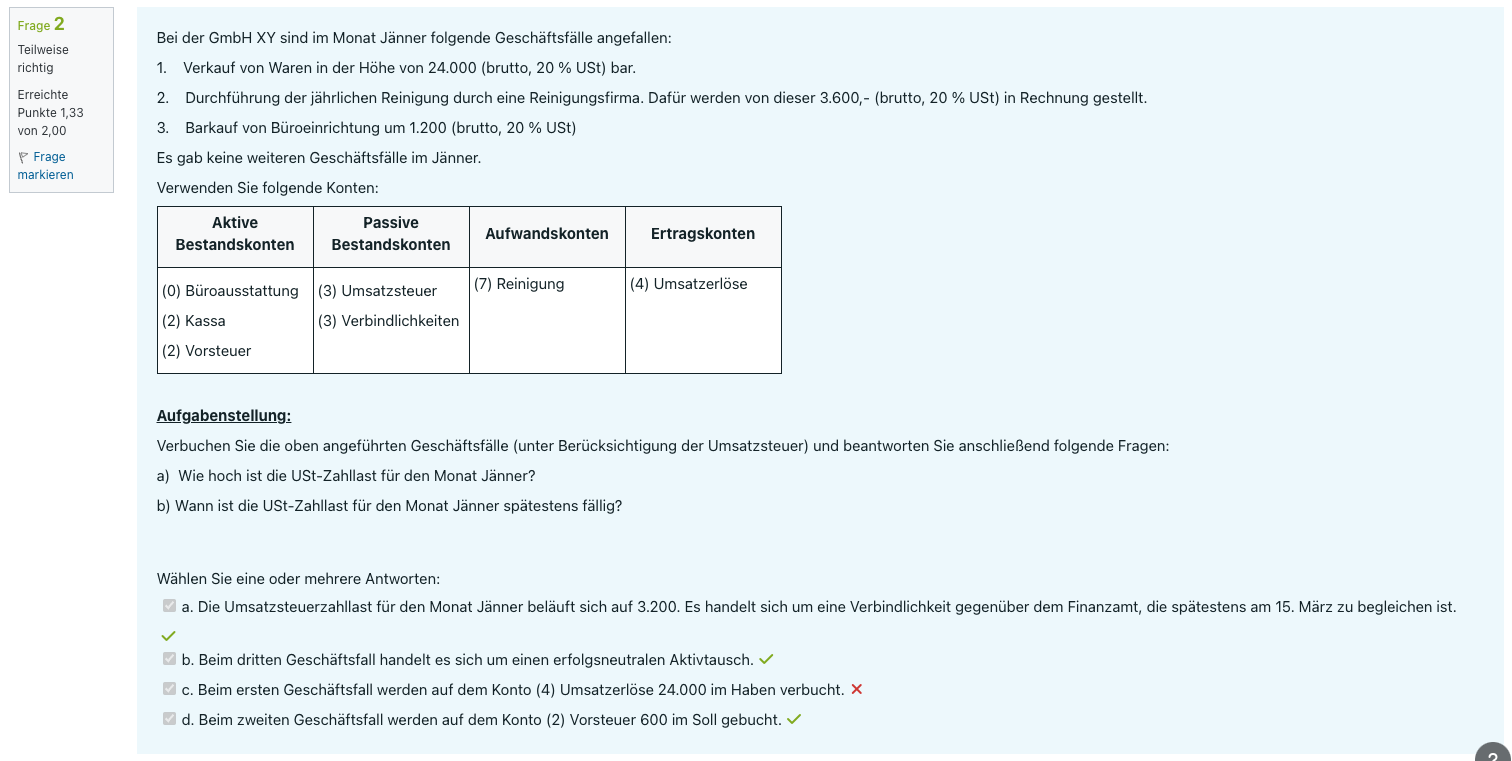 Frage 2
Teilweise
richtig
Erreichte
Punkte 1,33
von 2,00
Frage
markieren
Bei der GmbH XY sind im Monat Jänner folgende Geschäftsfälle angefallen:
1. Verkauf von Waren in der Höhe von 24.000 (brutto, 20 % USt) bar.
2. Durchführung der jährlichen Reinigung durch eine Reinigungsfirma. Dafür werden von dieser 3.600,- (brutto, 20 % USt) in Rechnung gestellt.
3. Barkauf von Büroeinrichtung um 1.200 (brutto, 20 % USt)
Es gab keine weiteren Geschäftsfälle im Jänner.
Verwenden Sie folgende Konten:
Aktive
Bestandskonten
Passive
Bestandskonten
Aufwandskonten
Ertragskonten
(0) Büroausstattung
(2) Kassa
(2) Vorsteuer
(3) Umsatzsteuer
(3) Verbindlichkeiten
(7) Reinigung
(4) Umsatzerlöse
Aufgabenstellung:
Verbuchen Sie die oben angeführten Geschäftsfälle (unter Berücksichtigung der Umsatzsteuer) und beantworten Sie anschließend folgende Fragen:
a) Wie hoch ist die USt-Zahllast für den Monat Jänner?
b) Wann ist die USt-Zahllast für den Monat Jänner spätestens fällig?
Wählen Sie eine oder mehrere Antworten:
a. Die Umsatzsteuerzahllast für den Monat Jänner beläuft sich auf 3.200. Es handelt sich um eine Verbindlichkeit gegenüber dem Finanzamt, die spätestens am 15. März zu begleichen ist.
b. Beim dritten Geschäftsfall handelt es sich um einen erfolgsneutralen Aktivtausch.
c. Beim ersten Geschäftsfall werden auf dem Konto (4) Umsatzerlöse 24.000 im Haben verbucht.
d. Beim zweiten Geschäftsfall werden auf dem Konto (2) Vorsteuer 600 im Soll gebucht.
?